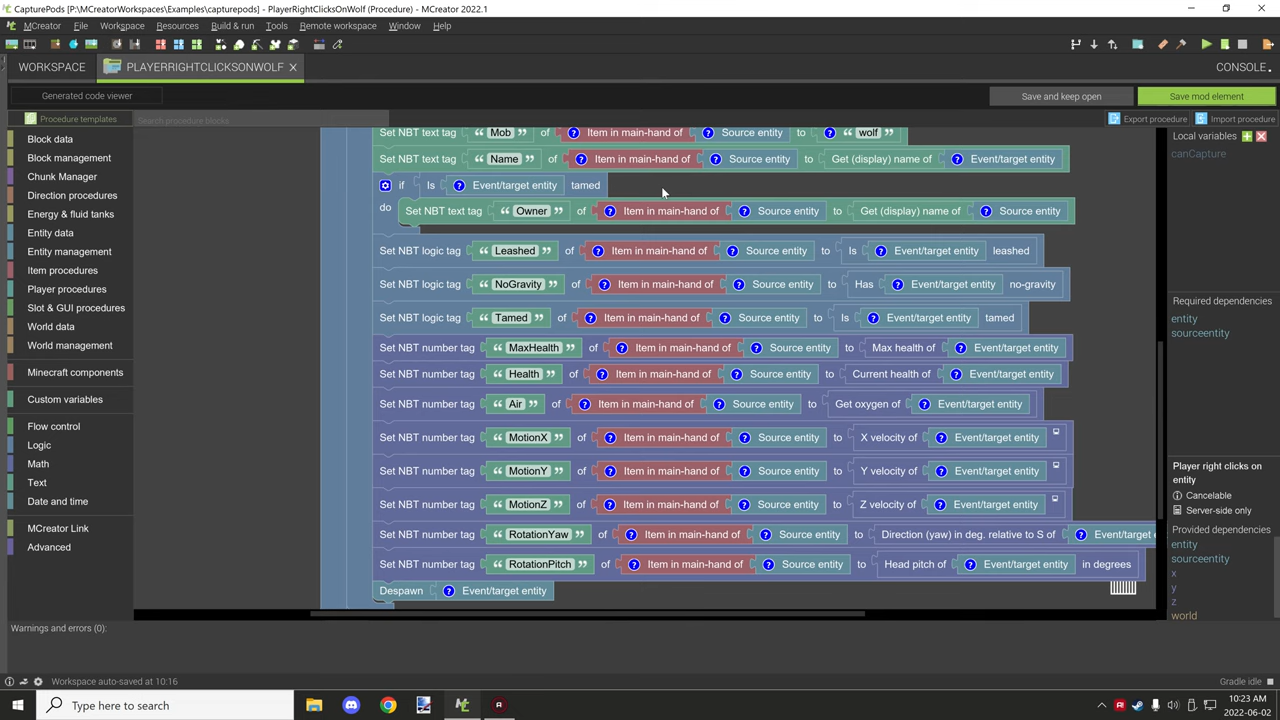 CapturePods [P:\MCreatorWorkspaces\Examples\capturepods] - PlayerRightClicksOnWolf (Procedure) - MCreator 2022.1
MCreator File Workspace Resources Build & run Tools Remote workspace Window Help
WORKSPACE PLAYERRIGHTCLICKSONWOLF CONSOLE
Generated code viewer Save and keep open Save mod element
Procedure templates Search procedure blocks Export procedure Import procedure
Block data
Block management
Chunk Manager
Direction procedures
Energy & fluid tanks
Entity data
Entity management
Item procedures
Player procedures
Slot & GUI procedures
World data
World management
Minecraft components
Custom variables
Flow control
Logic
Math
Text
Date and time
MCreator Link
Advanced
Set NBT text tag “ Mob ” of Item in main-hand of Source entity to “ wolf ”
Set NBT text tag “ Name ” of Item in main-hand of Source entity to Get (display) name of Event/target entity
if Is Event/target entity tamed
do Set NBT text tag “ Owner ” of Item in main-hand of Source entity to Get (display) name of Source entity
Set NBT logic tag “ Leashed ” of Item in main-hand of Source entity to Is Event/target entity leashed
Set NBT logic tag “ NoGravity ” of Item in main-hand of Source entity to Has Event/target entity no-gravity
Set NBT logic tag “ Tamed ” of Item in main-hand of Source entity to Is Event/target entity tamed
Set NBT number tag “ MaxHealth ” of Item in main-hand of Source entity to Max health of Event/target entity
Set NBT number tag “ Health ” of Item in main-hand of Source entity to Current health of Event/target entity
Set NBT number tag “ Air ” of Item in main-hand of Source entity to Get oxygen of Event/target entity
Set NBT number tag “ MotionX ” of Item in main-hand of Source entity to X velocity of Event/target entity
Set NBT number tag “ MotionY ” of Item in main-hand of Source entity to Y velocity of Event/target entity
Set NBT number tag “ MotionZ ” of Item in main-hand of Source entity to Z velocity of Event/target entity
Set NBT number tag “ RotationYaw ” of Item in main-hand of Source entity to Direction (yaw) in deg. relative to S of Event/target e
Set NBT number tag “ RotationPitch ” of Item in main-hand of Source entity to Head pitch of Event/target entity in degrees
Despawn Event/target entity
Local variables
canCapture
Required dependencies
entity
sourceentity
Player right clicks on
entity
Cancelable
Server-side only
Provided dependencies
entity
sourceentity
x
y
z
world
Warnings and errors (0):
Workspace auto-saved at 10:16 Gradle idle
Type here to search
10:23 AM
2022-06-02